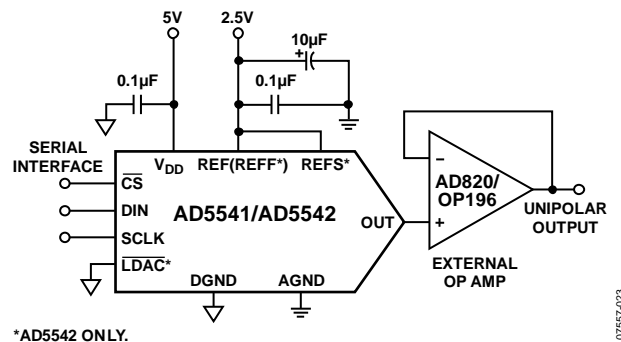 5V
2.5V
10µF
+
0.1µF
0.1µF
SERIAL
INTERFACE
VDD
REF(REFF*)
REFS*
CS
DIN
AD5541/AD5542
SCLK
OUT
LDAC*
DGND
AGND
–
+
AD820/
OP196
UNIPOLAR
OUTPUT
EXTERNAL
OP AMP
*AD5542 ONLY.
07557-023